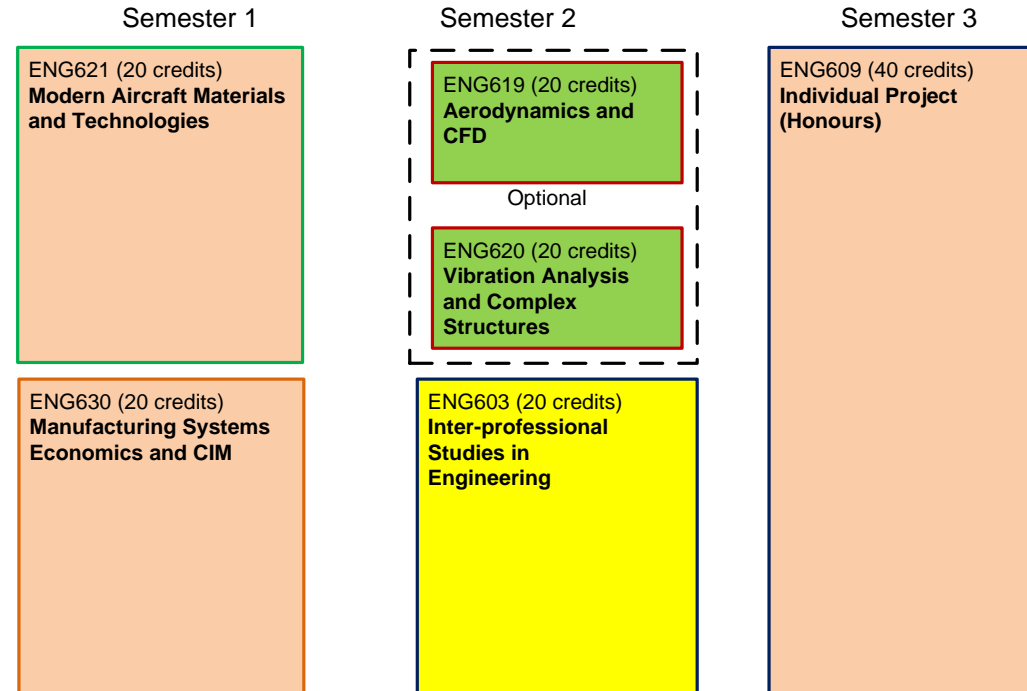 Semester 1
Semester 2
Semester 3
ENG621 (20 credits)
Modern Aircraft Materials
and Technologies
ENG619 (20 credits)
Aerodynamics and
CFD
Optional
ENG620 (20 credits)
Vibration Analysis
and Complex
Structures
ENG609 (40 credits)
Individual Project
(Honours)
ENG630 (20 credits)
Manufacturing Systems
Economics and CIM
ENG603 (20 credits)
Inter-professional
Studies in
Engineering